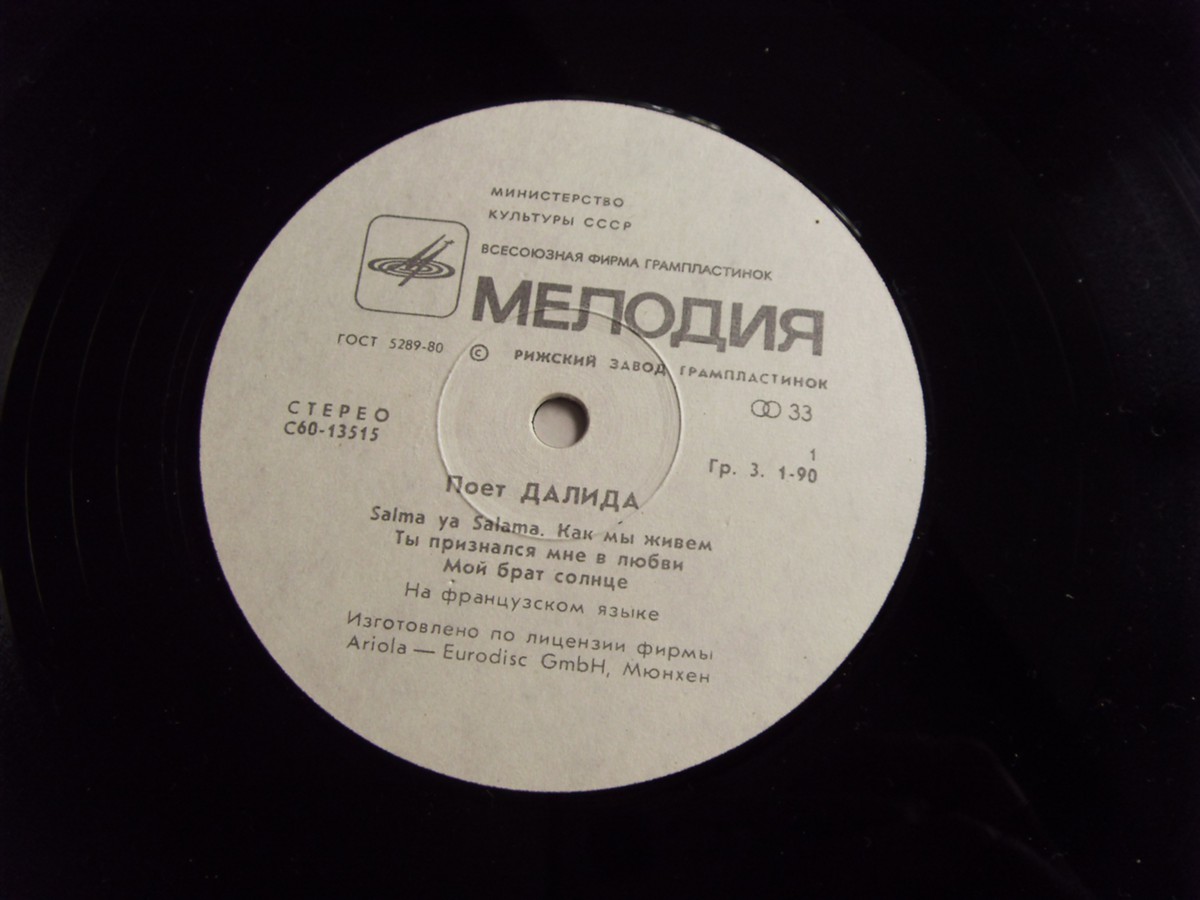 МИНИСТЕРСТВО
КУЛЬТУРЫ СССР
ВСЕСОЮЗНАЯ ФИРМА ГРАМПЛАСТИНОК
МЕЛОДИЯ
ГОСТ 5289-80 © РИЖСКИЙ ЗАВОД ГРАМПЛАСТИНОК
33
СТЕРЕО
С60-13515
1
Гр. 3. 1-90
Поет ДАЛИДА
Salma ya Salama. Как мы живем
Ты признался мне в любви
Мой брат солнце
На французском языке
Изготовлено по лицензии фирмы
Ariola — Eurodisc GmbH, Мюнхен